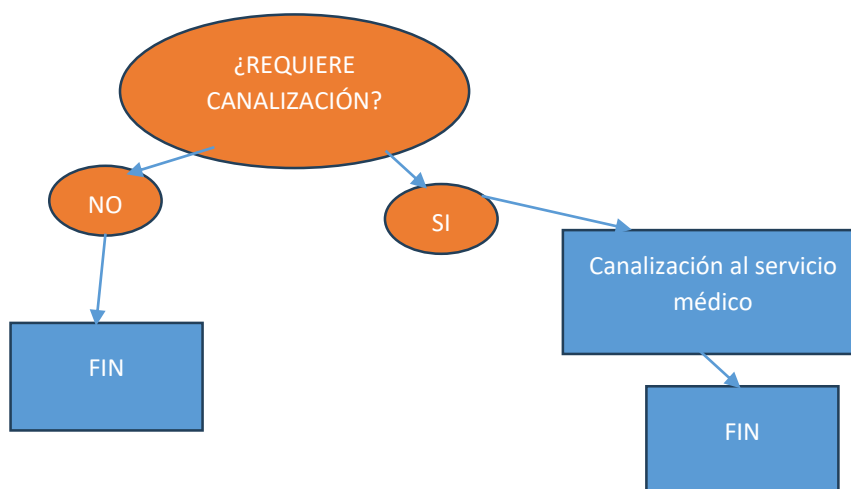 ¿REQUIERE
CANALIZACIÓN?
NO
SI
Canalización al servicio
médico
FIN
FIN